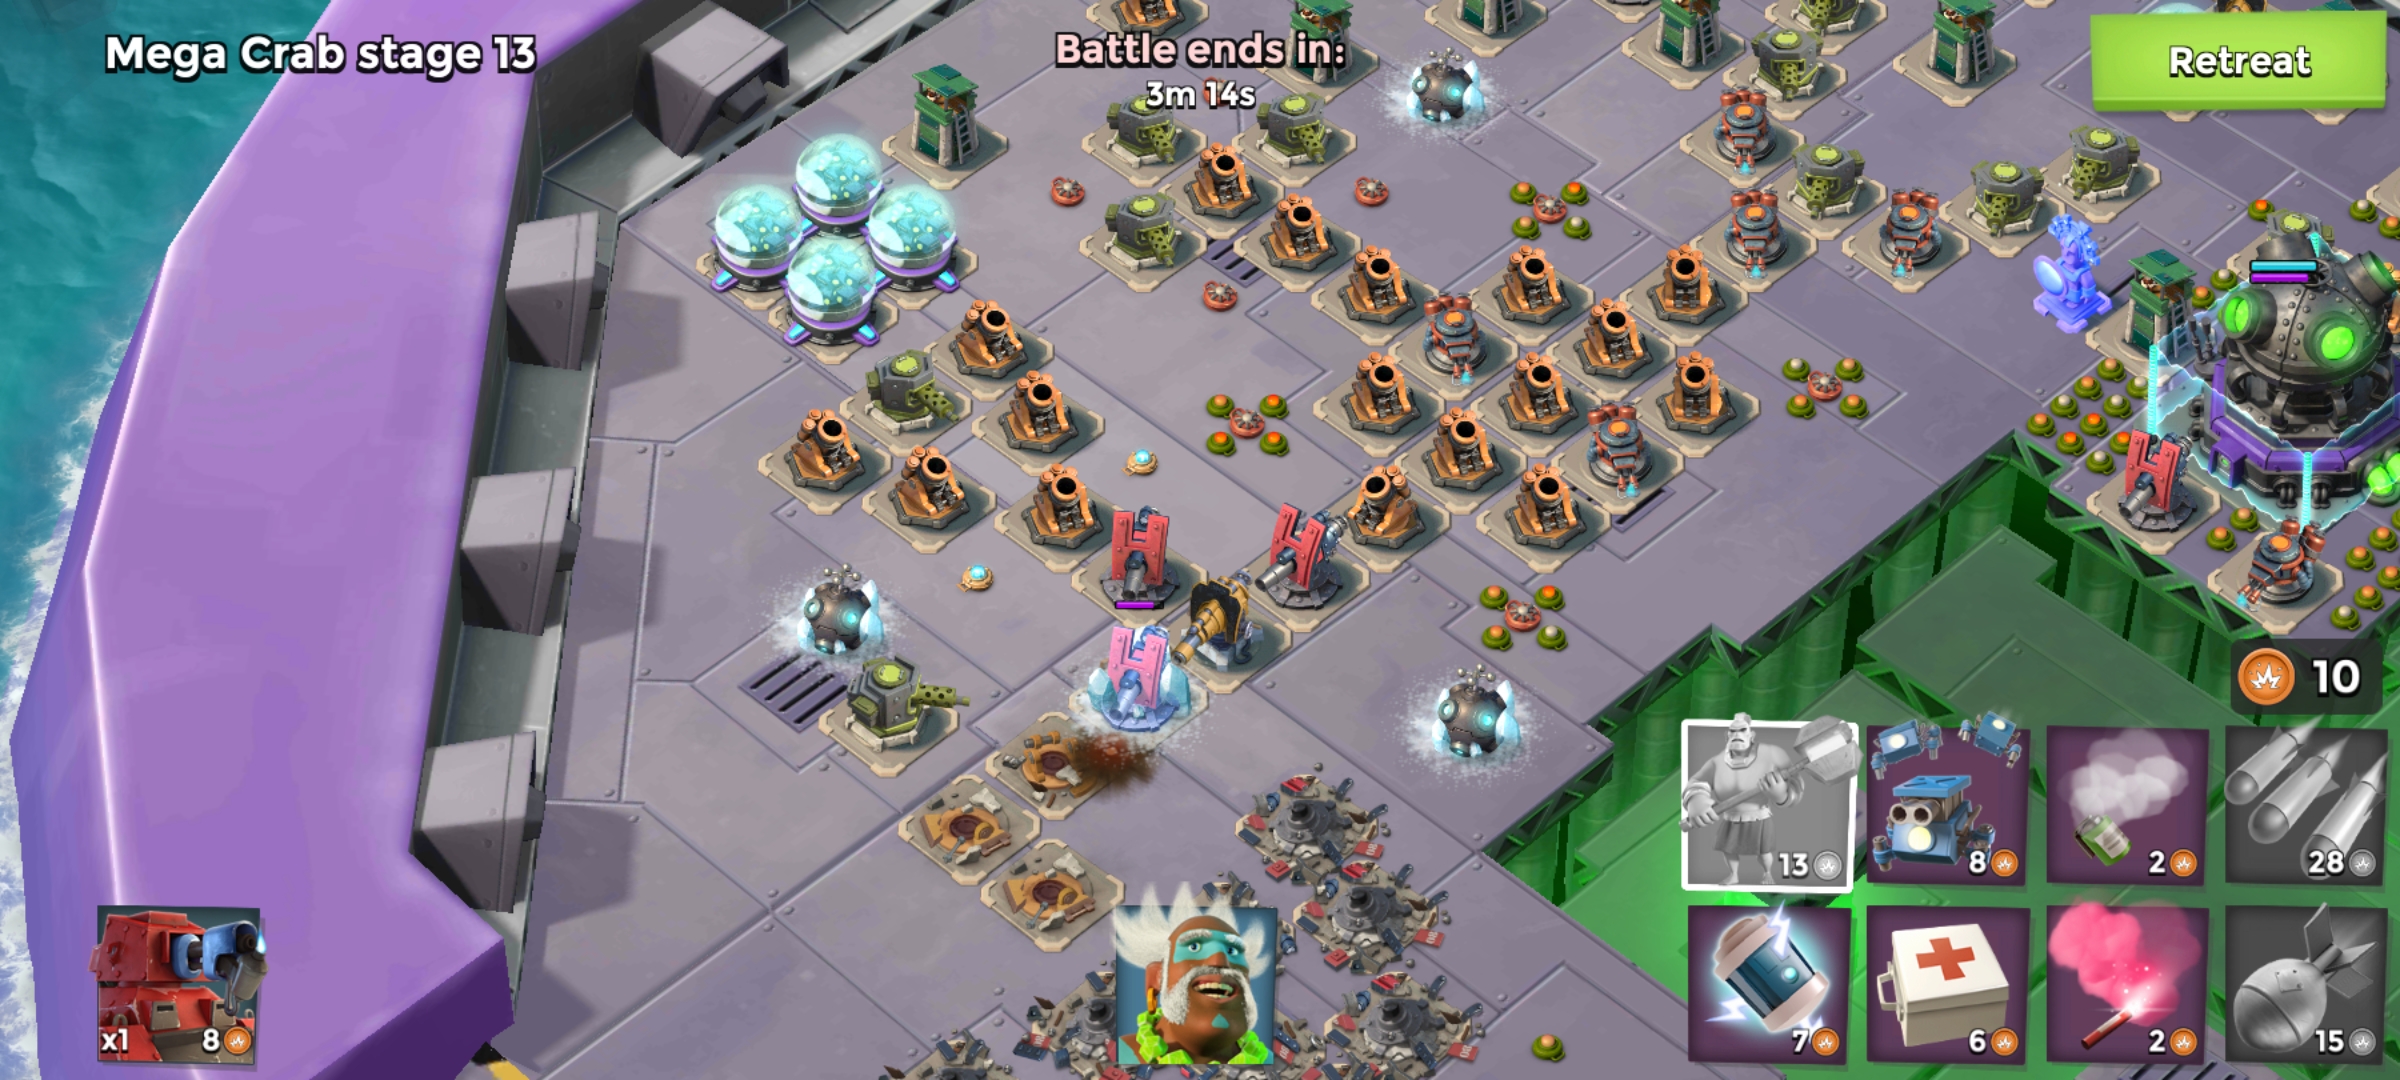 Mega Crab stage 13
Battle ends in:
3m 14s
Retreat
10
13
8
2
28
7
6
2
15
x1
8